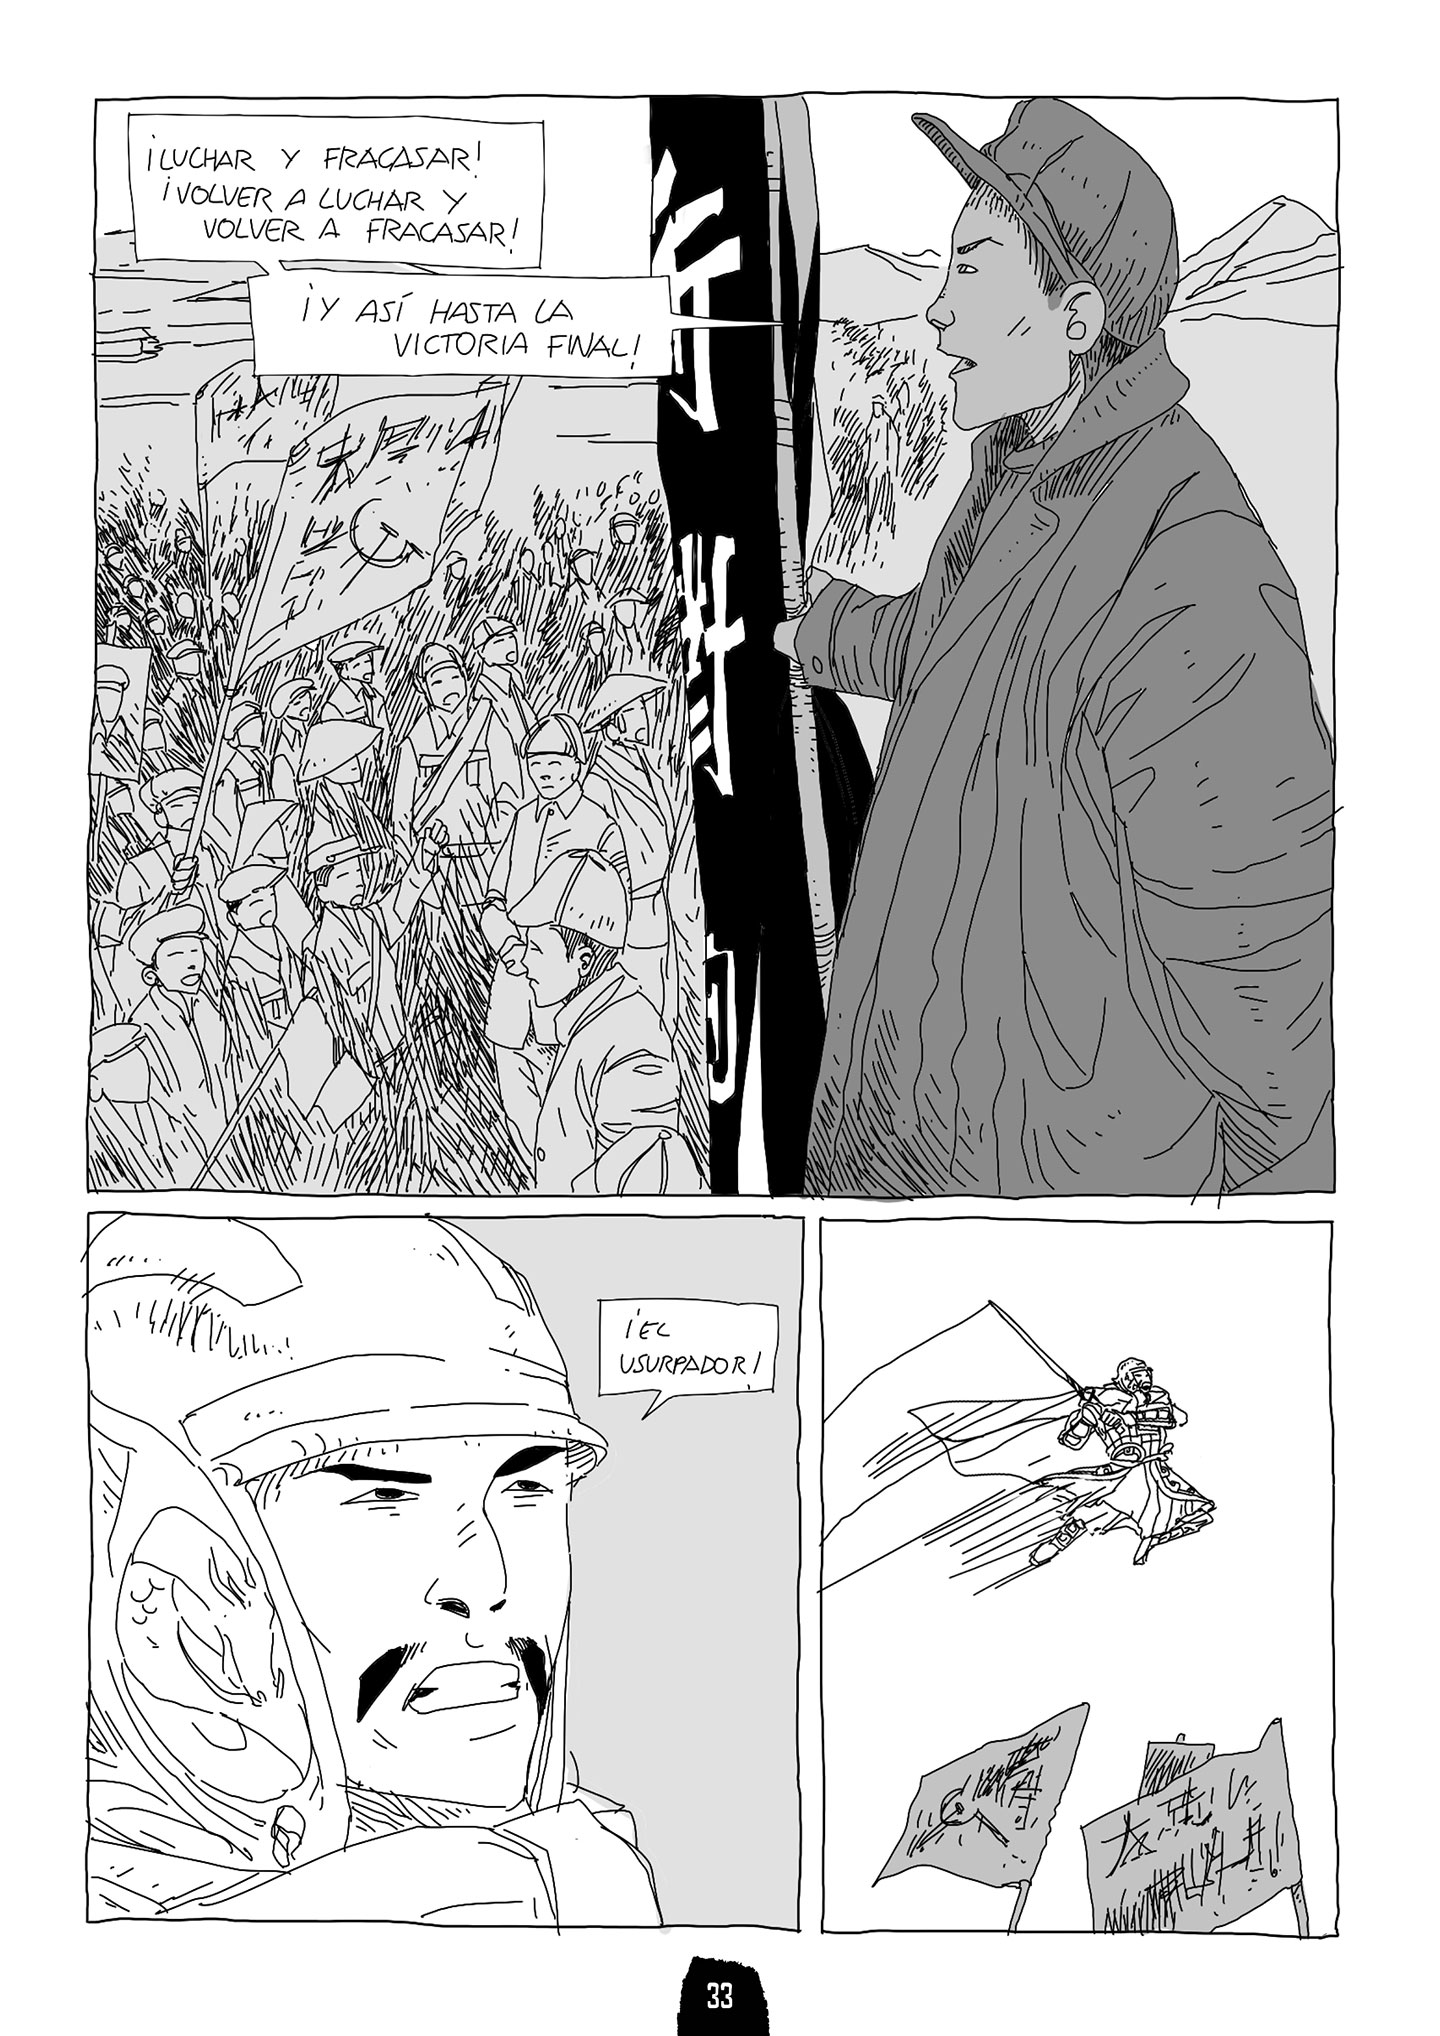 ¡LUCHAR Y FRACASAR!
¡VOLVER A LUCHAR Y
VOLVER A FRACASAR!
¡Y ASÍ HASTA LA
VICTORIA FINAL!
¡EL
USURPADOR!
33